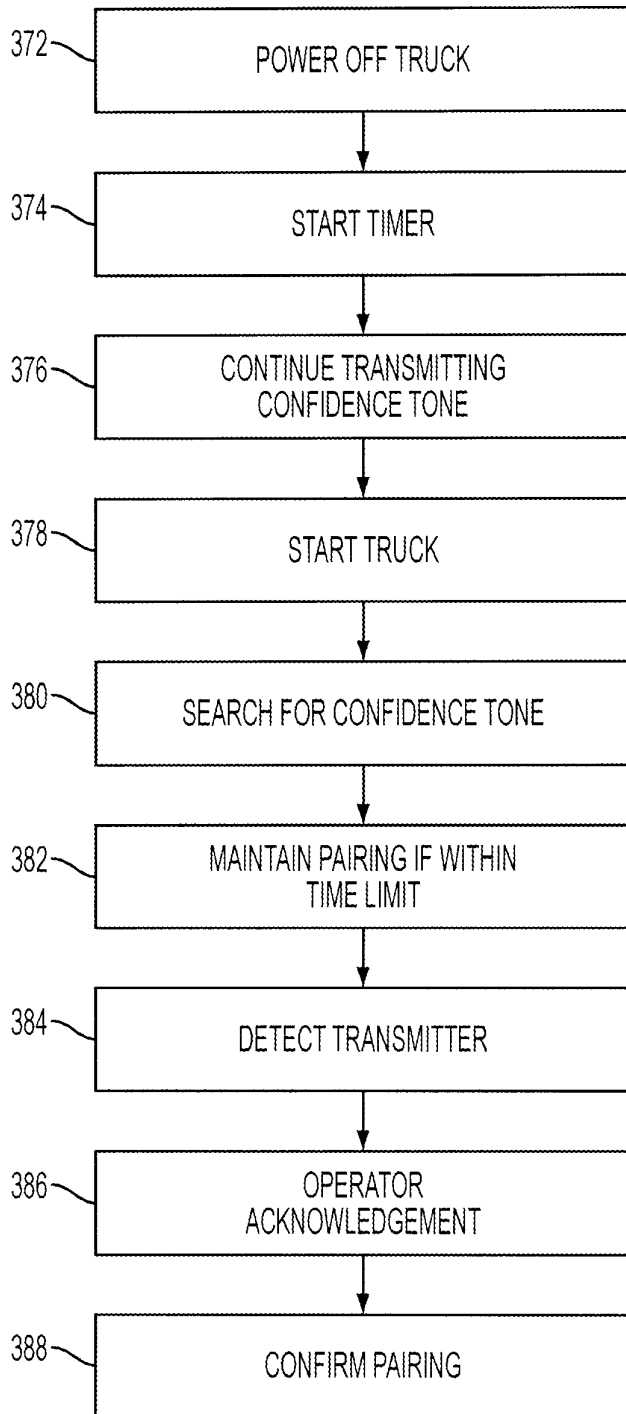 372
POWER OFF TRUCK
374
START TIMER
376
CONTINUE TRANSMITTING
CONFIDENCE TONE
378
START TRUCK
380
SEARCH FOR CONFIDENCE TONE
382
MAINTAIN PAIRING IF WITHIN
TIME LIMIT
384
DETECT TRANSMITTER
386
OPERATOR
ACKNOWLEDGEMENT
388
CONFIRM PAIRING